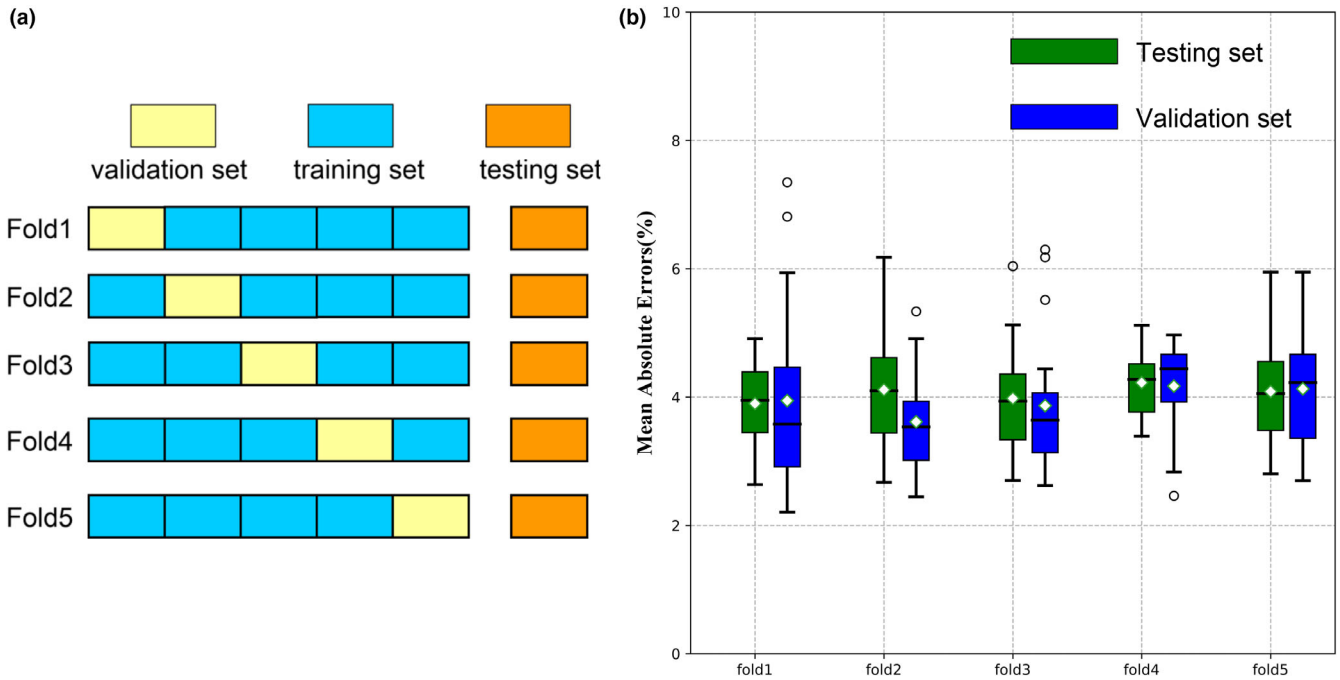 (a)
validation set
training set
testing set
Fold1
Fold2
Fold3
Fold4
Fold5
(b)
Testing set
Validation set
Mean Absolute Errors(%)
10
8
6
4
2
0
fold1
fold2
fold3
fold4
fold5